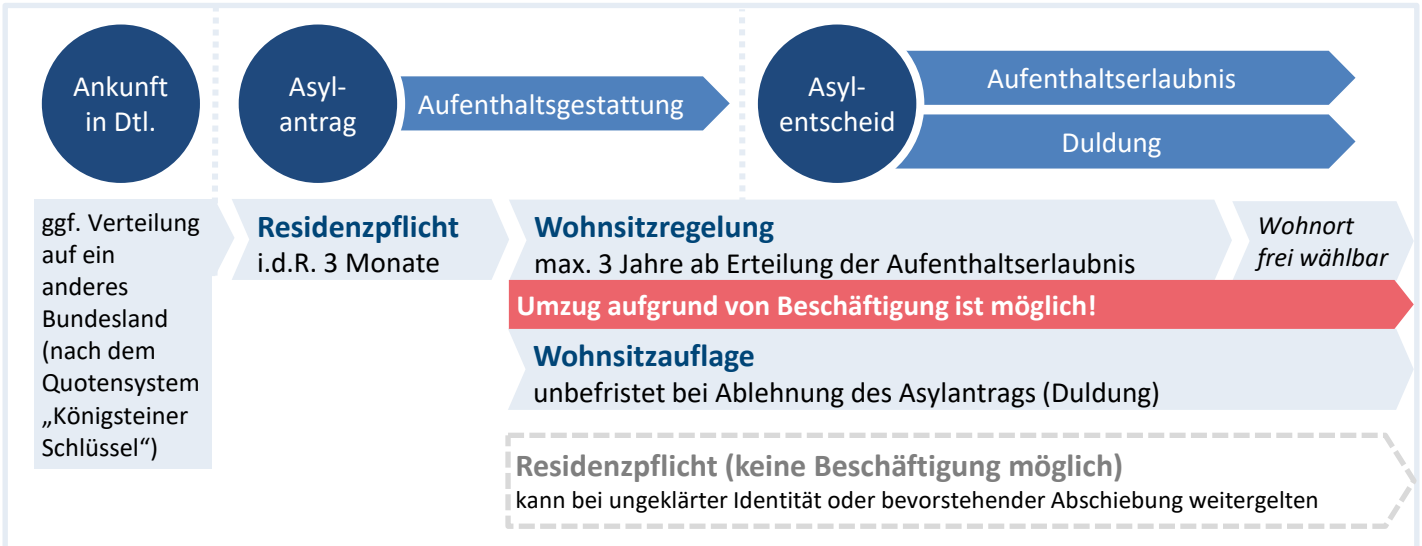 Ankunft
in Dtl.
Asyl-
antrag
Aufenthaltsgestattung
Asyl-
entscheid
Aufenthaltserlaubnis
Duldung
ggf. Verteilung
auf ein
anderes
Bundesland
(nach dem
Quotensystem
„Königsteiner
Schlüssel“)
Residenzpflicht
i.d.R. 3 Monate
Wohnsitzregelung
max. 3 Jahre ab Erteilung der Aufenthaltserlaubnis
Wohnort
frei wählbar
Umzug aufgrund von Beschäftigung ist möglich!
Wohnsitzauflage
unbefristet bei Ablehnung des Asylantrags (Duldung)
Residenzpflicht (keine Beschäftigung möglich)
kann bei ungeklärter Identität oder bevorstehender Abschiebung weitergelten